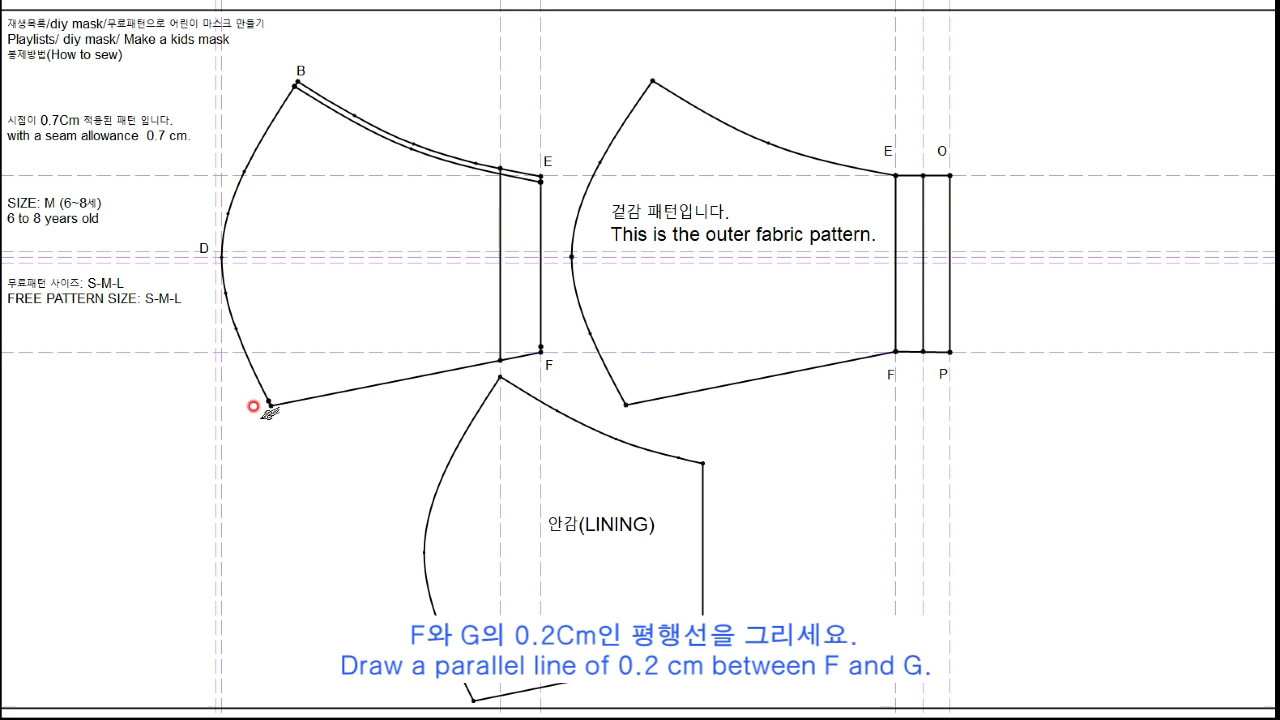 재생목록/diy mask/무료패턴으로 어린이 마스크 만들기
Playlists/ diy mask/ Make a kids mask
봉제방법(How to sew)
시접이 0.7Cm 적용된 패턴 입니다.
with a seam allowance 0.7 cm.
SIZE: M (6~8세)
6 to 8 years old
무료패턴 사이즈: S-M-L
FREE PATTERN SIZE: S-M-L
B
E
D
F
E O
겉감 패턴입니다.
This is the outer fabric pattern.
F P
안감(LINING)
F와 G의 0.2Cm인 평행선을 그리세요.
Draw a parallel line of 0.2 cm between F and G.